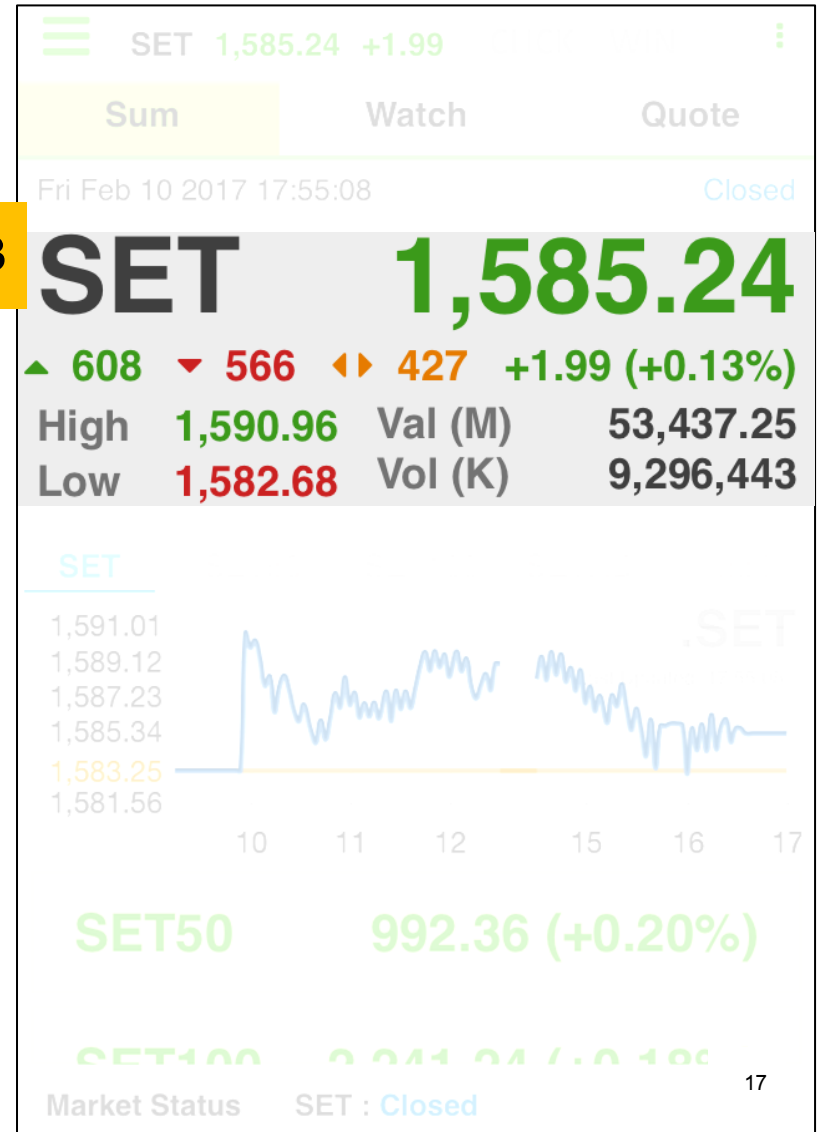 SET 1,585.24 +1.99
Sum Watch Quote
Fri Feb 10 2017 17:55:08 Closed
SET 1,585.24
608 566 427 +1.99 (+0.13%)
High 1,590.96 Val (M) 53,437.25
Low 1,582.68 Vol (K) 9,296,443
SET
.SET
1,591.01
1,589.12
1,587.23
1,585.34
1,583.25
1,581.56
10 11 12 15 16 17
SET50 992.36 (+0.20%)
SET100 2,241.24
17
Market Status SET : Closed